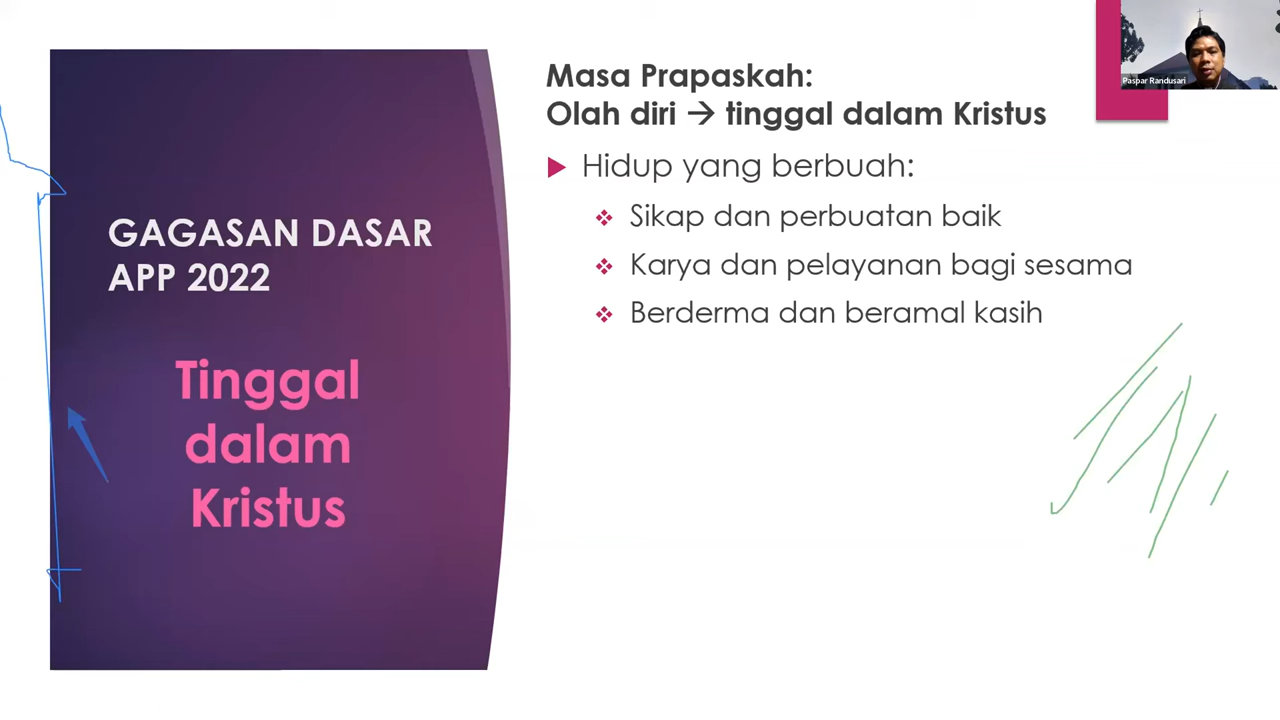 GAGASAN DASAR
APP 2022
Tinggal
dalam
Kristus
Masa Prapaskah:
Olah diri → tinggal dalam Kristus
Hidup yang berbuah:
Sikap dan perbuatan baik
Karya dan pelayanan bagi sesama
Berderma dan beramal kasih
Paspar Randusari